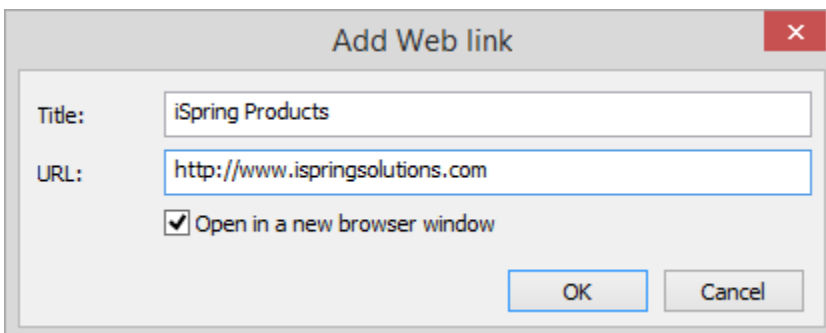 Add Web link
Title: iSpring Products
URL: http://www.ispringsolutions.com
Open in a new browser window
OK Cancel